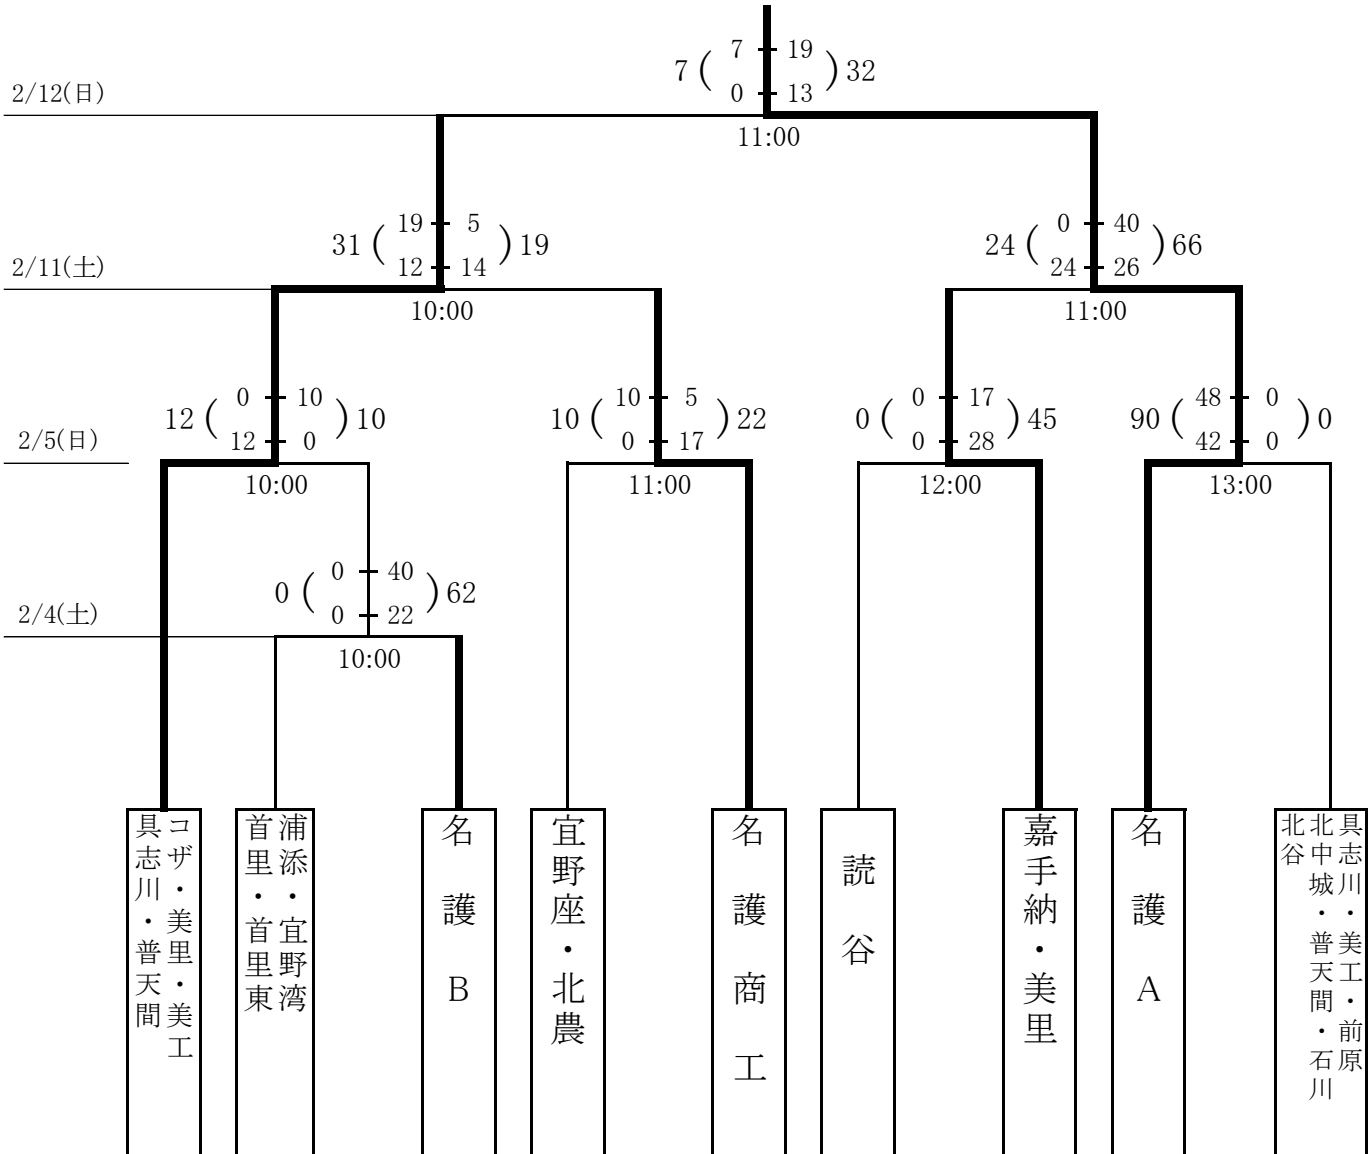 7 ( 7 19 ) 32
0 13
2/12(日)
11:00
31 ( 19 5 ) 19
12 14
24 ( 0 40 ) 66
24 26
2/11(土)
10:00
11:00
12 ( 0 10 ) 10
12 0
10 ( 10 5 ) 22
0 17
0 ( 0 17 ) 45
0 28
90 ( 48 0 ) 0
42 0
2/5(日)
10:00
11:00
12:00
13:00
0 ( 0 40 ) 62
0 22
2/4(土)
10:00
コザ・美里・美工
具志川・普天間
浦添・宜野湾
首里・首里東
名護B
宜野座・北農
名護商工
読谷
嘉手納・美里
名護A
具志川・美工・前原
北中城・普天間・石川
北谷